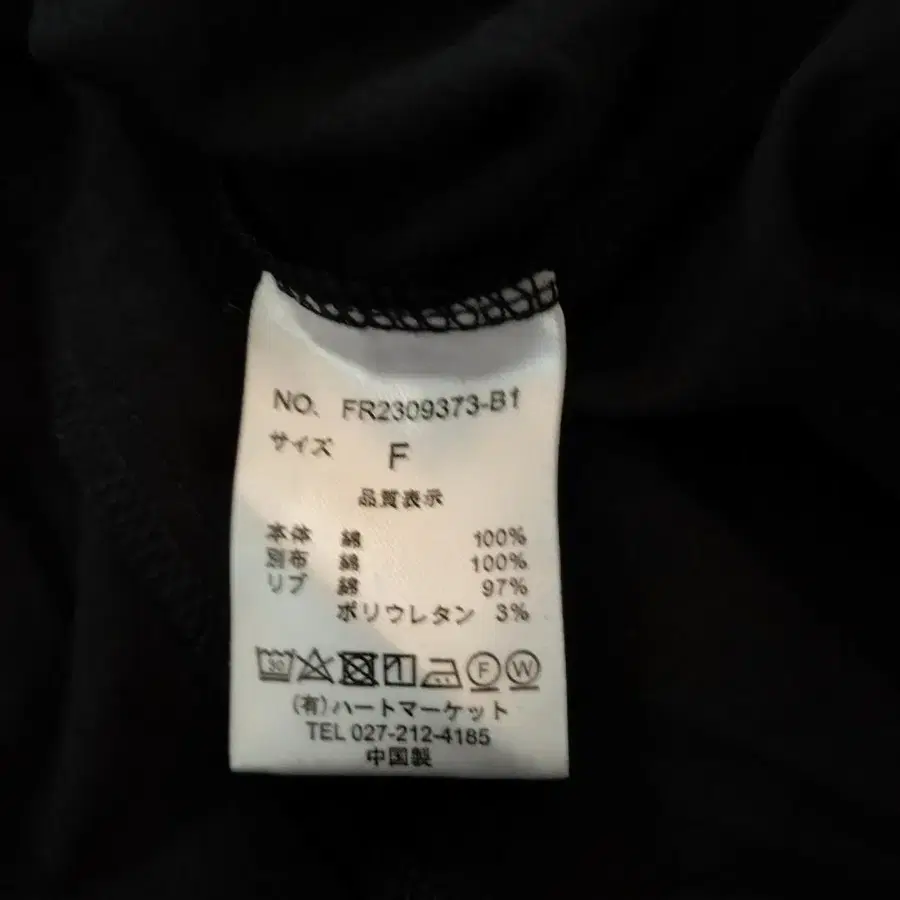 NO. FR2309373-B1
サイズ F
品質表示
本体 綿 100%
別布 綿 100%
リブ 綿 97%
ポリウレタン 3%
30 F W
(有)ハートマーケット
TEL 027-212-4185
中国製